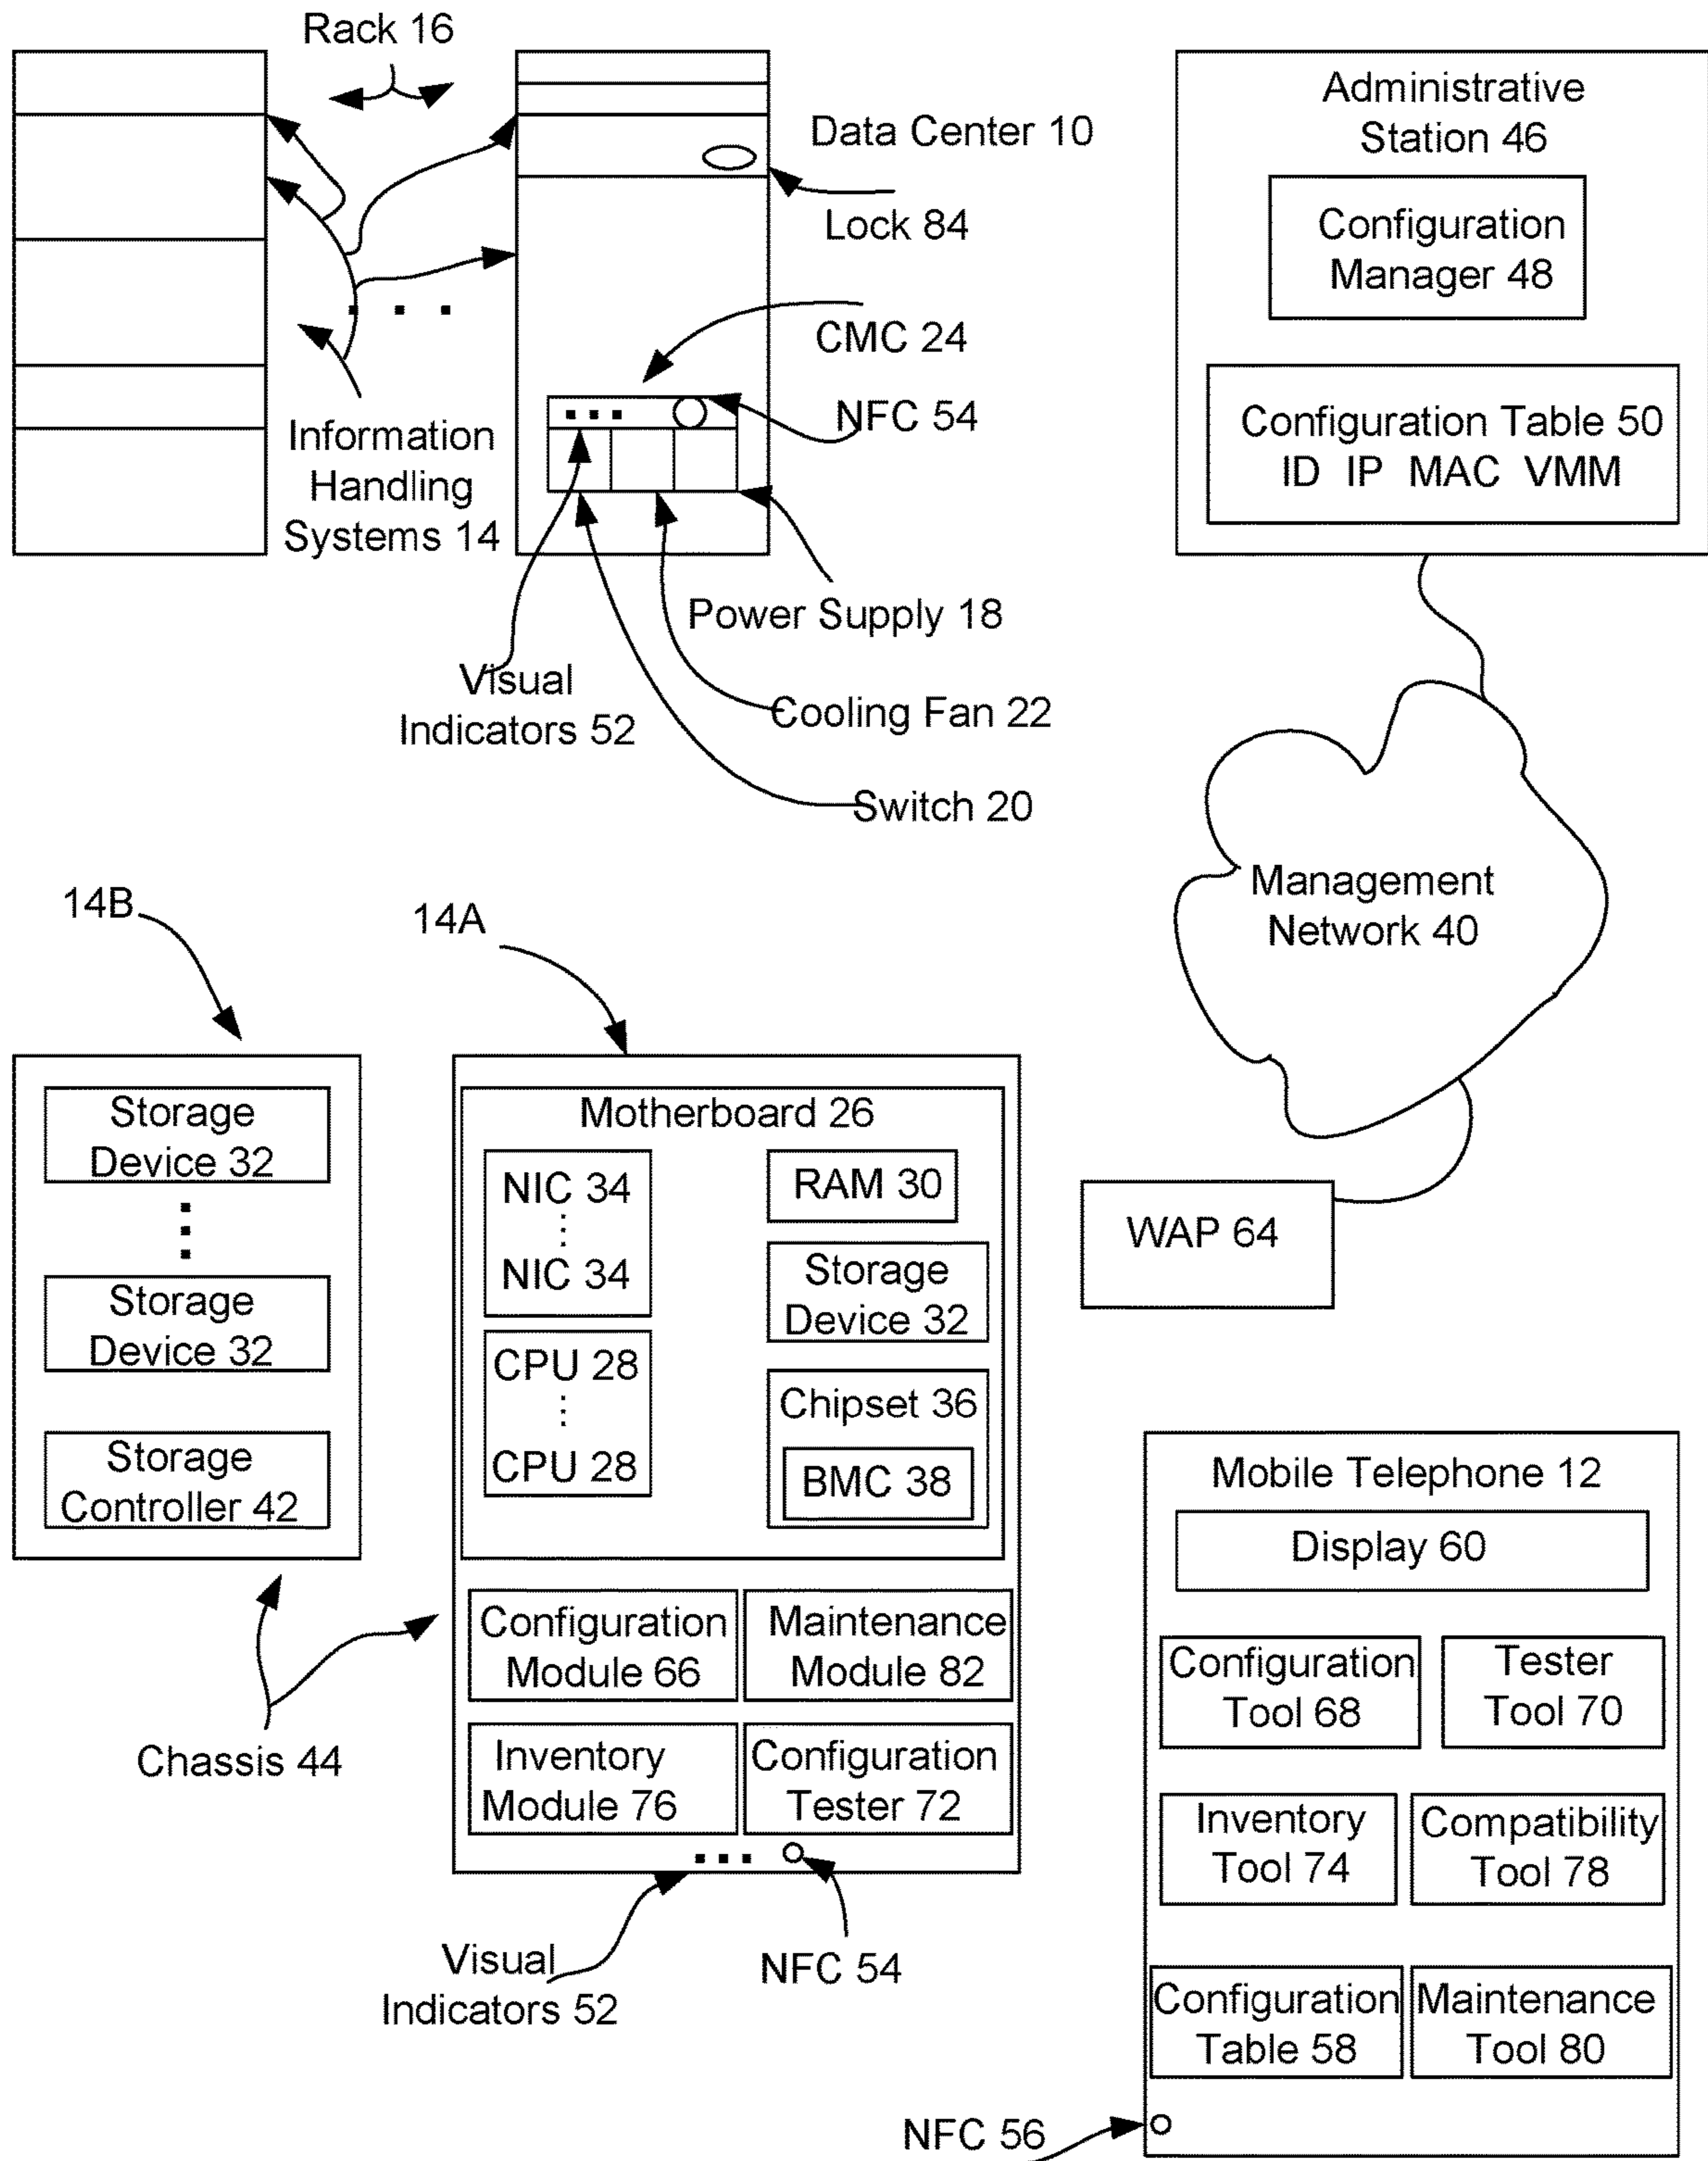 Rack 16
Data Center 10
Lock 84
CMC 24
NFC 54
Information
Handling
Systems 14
Power Supply 18
Visual
Indicators 52
Cooling Fan 22
Switch 20
Administrative
Station 46
Configuration
Manager 48
Configuration Table 50
ID IP MAC VMM
Management
Network 40
WAP 64
14B
14A
Storage
Device 32
Storage
Device 32
Storage
Controller 42
Chassis 44
Motherboard 26
NIC 34
NIC 34
CPU 28
CPU 28
RAM 30
Storage
Device 32
Chipset 36
BMC 38
Configuration
Module 66
Maintenance
Module 82
Inventory
Module 76
Configuration
Tester 72
Visual
Indicators 52
NFC 54
Mobile Telephone 12
Display 60
Configuration
Tool 68
Tester
Tool 70
Inventory
Tool 74
Compatibility
Tool 78
Configuration
Table 58
Maintenance
Tool 80
NFC 56